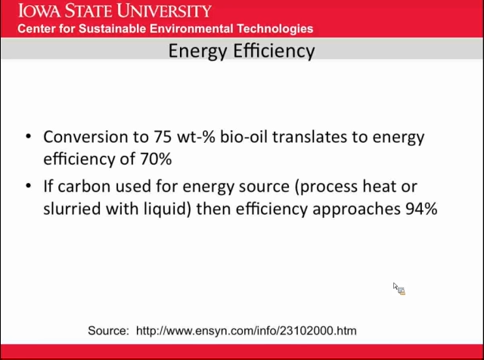 IOWA STATE UNIVERSITY
Center for Sustainable Environmental Technologies
Energy Efficiency
• Conversion to 75 wt-% bio-oil translates to energy
efficiency of 70%
• If carbon used for energy source (process heat or
slurried with liquid) then efficiency approaches 94%
Source: http://www.ensyn.com/info/23102000.htm